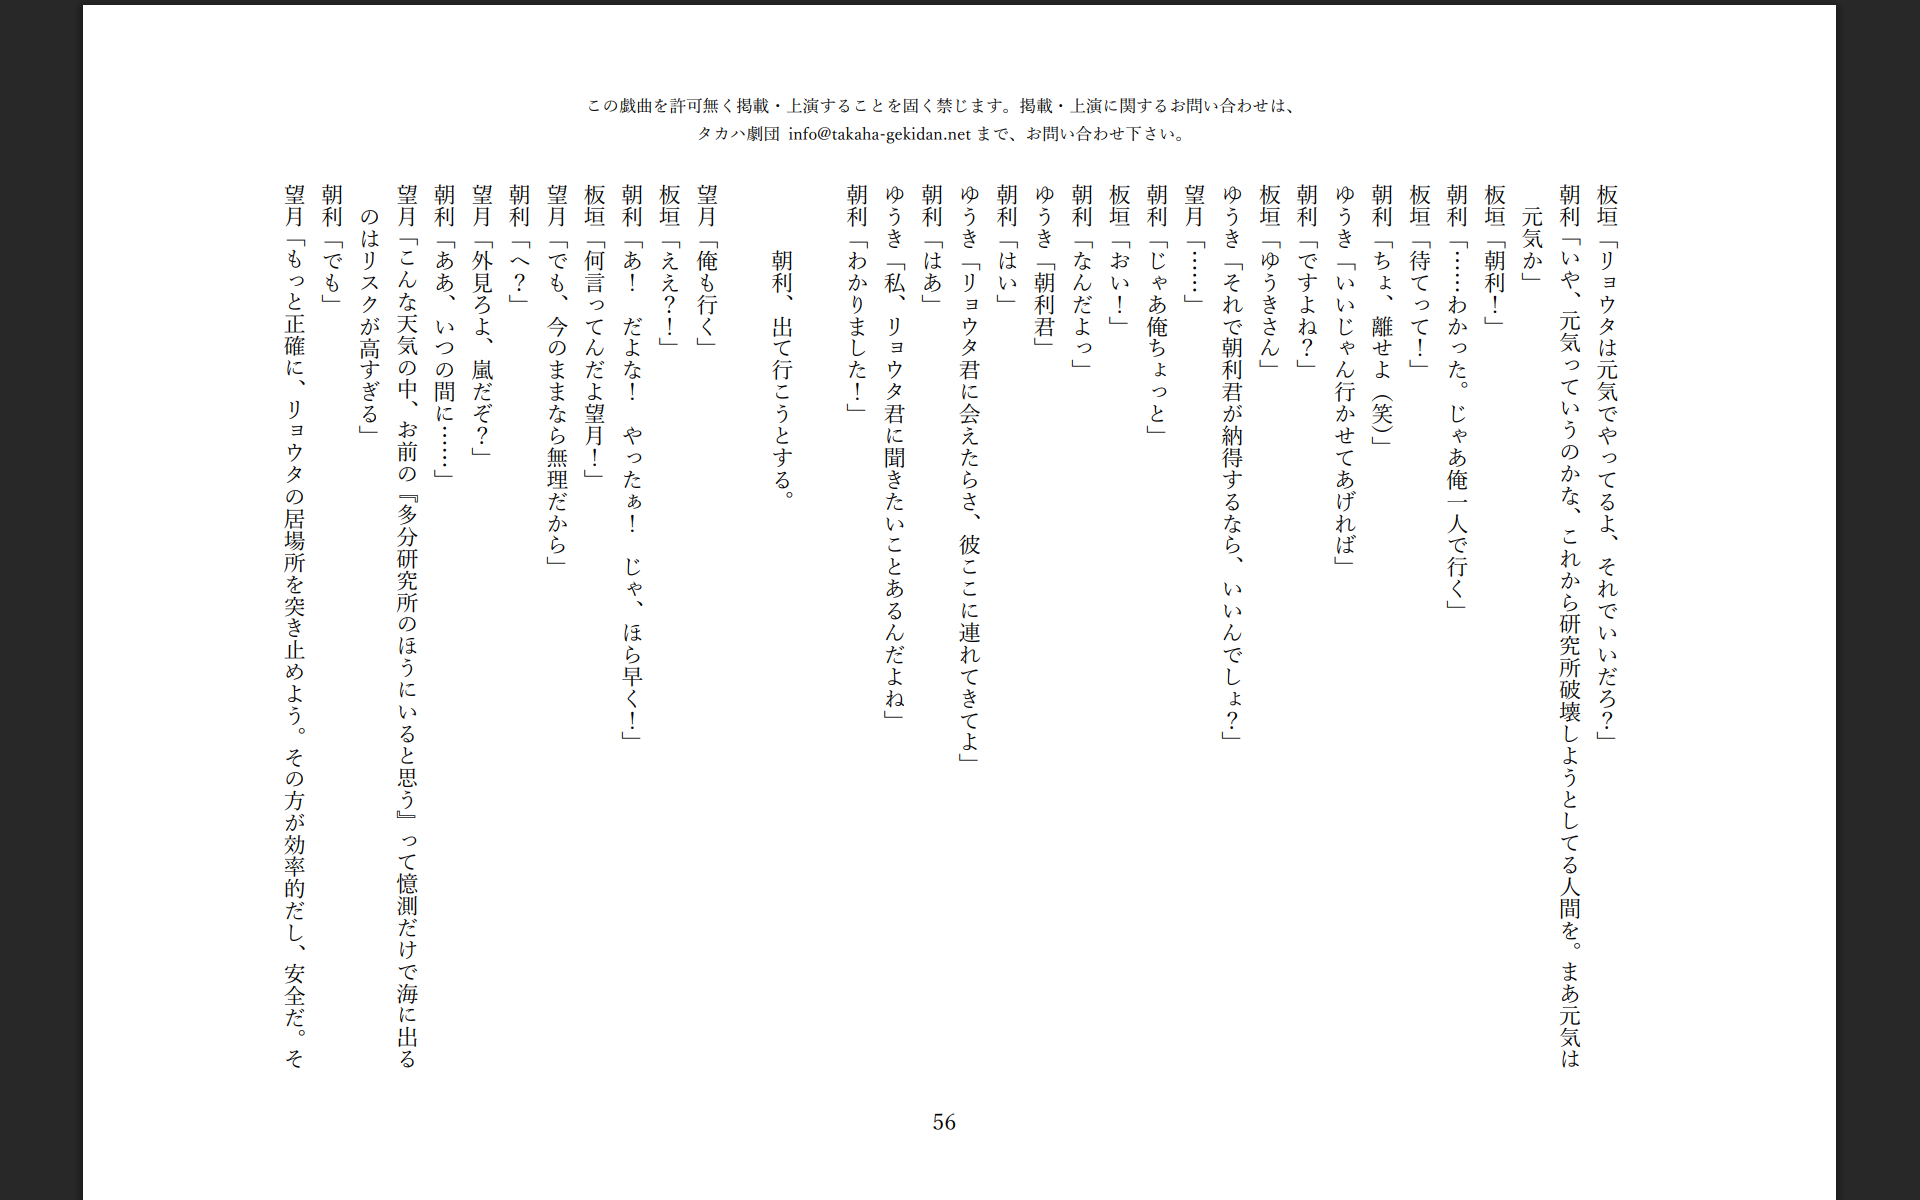 この戯曲を許可無く掲載・上演することを固く禁じます。掲載・上演に関するお問い合わせは、
タカハ劇団 info@takaha-gekidan.net まで、お問い合わせ下さい。
板垣「リョウタは元気でやってるよ、それでいいだろ？」
朝利「いや、元気っていうのかな、これから研究所破壊しようとしてる人間を。まあ元気は
元気か」
板垣「朝利！」
朝利「……わかった。じゃあ俺一人で行く」
板垣「待てって！」
朝利「ちょ、離せよ（笑）」
ゆうき「いいじゃん行かせてあげれば」
朝利「ですよね？」
板垣「ゆうきさん」
ゆうき「それで朝利君が納得するなら、いいんでしょ？」
望月「……」
朝利「じゃあ俺ちょっと」
板垣「おい！」
朝利「なんだよっ」
ゆうき「朝利君」
朝利「はい」
ゆうき「リョウタ君に会えたらさ、彼ここに連れてきてよ」
朝利「はあ」
ゆうき「私、リョウタ君に聞きたいことあるんだよね」
朝利「わかりました！」
朝利、出て行こうとする。
望月「俺も行く」
板垣「ええ？！」
朝利「あ！　だよな！　やったぁ！　じゃ、ほら早く！」
板垣「何言ってんだよ望月！」
望月「でも、今のままなら無理だから」
朝利「へ？」
望月「外見ろよ、嵐だぞ？」
朝利「ああ、いつの間に……」
望月「こんな天気の中、お前の『多分研究所のほうにいると思う』って憶測だけで海に出る
のはリスクが高すぎる」
朝利「でも」
望月「もっと正確に、リョウタの居場所を突き止めよう。その方が効率的だし、安全だ。そ
56